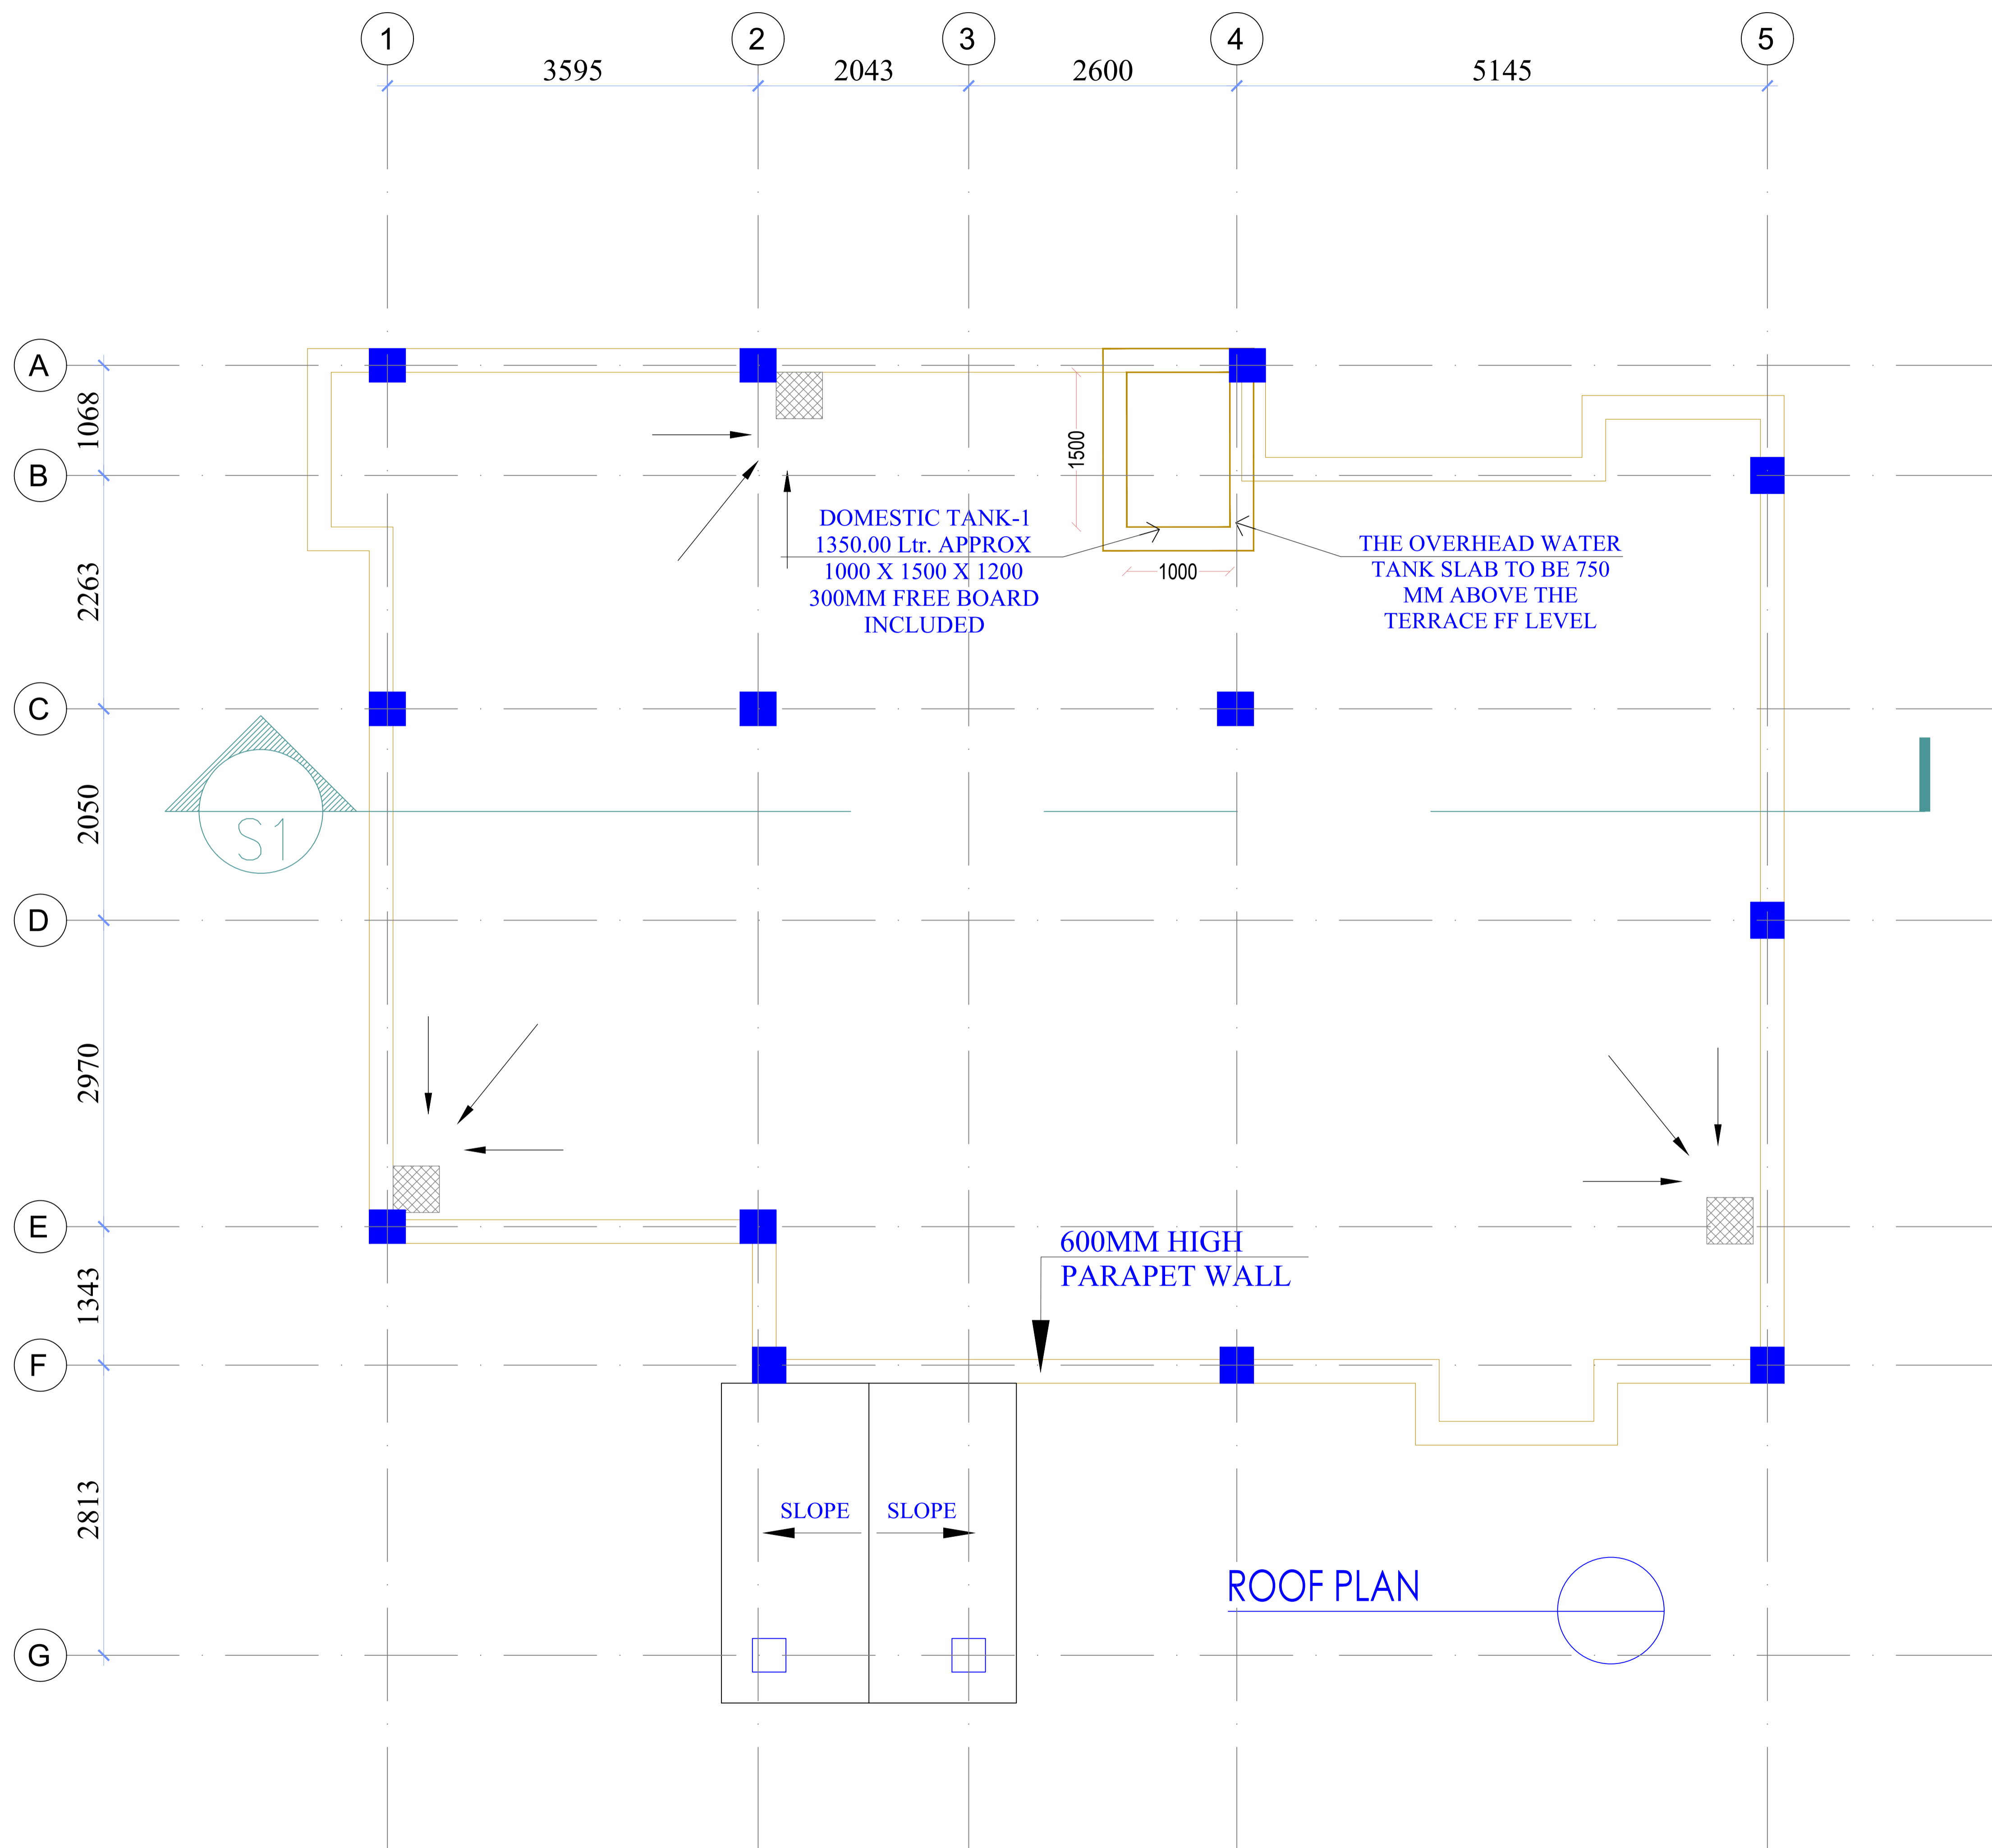 1
2
3
4
5
3595
2043
2600
5145
A
1068
B
1500
DOMESTIC TANK-1
1350.00 Ltr. APPROX
1000 X 1500 X 1200
300MM FREE BOARD
INCLUDED
1000
THE OVERHEAD WATER
TANK SLAB TO BE 750
MM ABOVE THE
TERRACE FF LEVEL
2263
C
2050
S1
D
2970
E
600MM HIGH
PARAPET WALL
1343
F
2813
SLOPE
SLOPE
ROOF PLAN
G